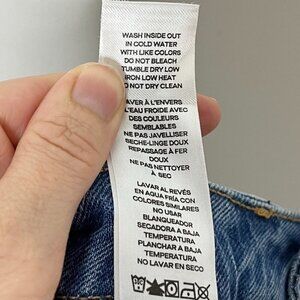 WASH INSIDE OUT
IN COLD WATER
WITH LIKE COLORS
DO NOT BLEACH
TUMBLE DRY LOW
IRON LOW HEAT
DO NOT DRY CLEAN
AVER À L'ENVERS
L'EAU FROIDE AVEC
DES COULEURS
SEMBLABLES
NE PAS JAVELLISER
SECHE-LINGE DOUX
REPASSAGE À FER
DOUX
NE PAS NETTOYER
À SEC
LAVAR AL REVÉS
EN AGUA FRÍA CON
COLORES SIMILARES
NO USAR
BLANQUEADOR
SECADORA A BAJA
TEMPERATURA
PLANCHAR A BAJA
TEMPERATURA
NO LAVAR EN SECO